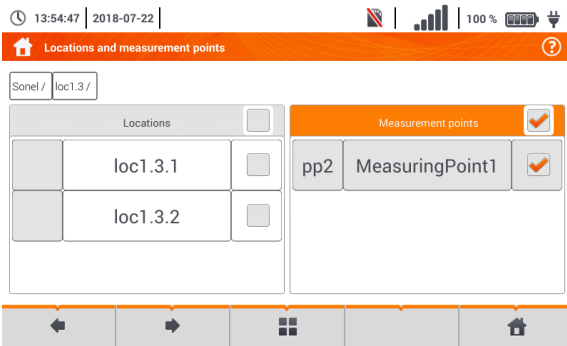 13:54:47 2018-07-22 100 %
Locations and measurement points ?
Sonel / loc1.3 /
Locations Measurement points
loc1.3.1 pp2 MeasuringPoint1
loc1.3.2